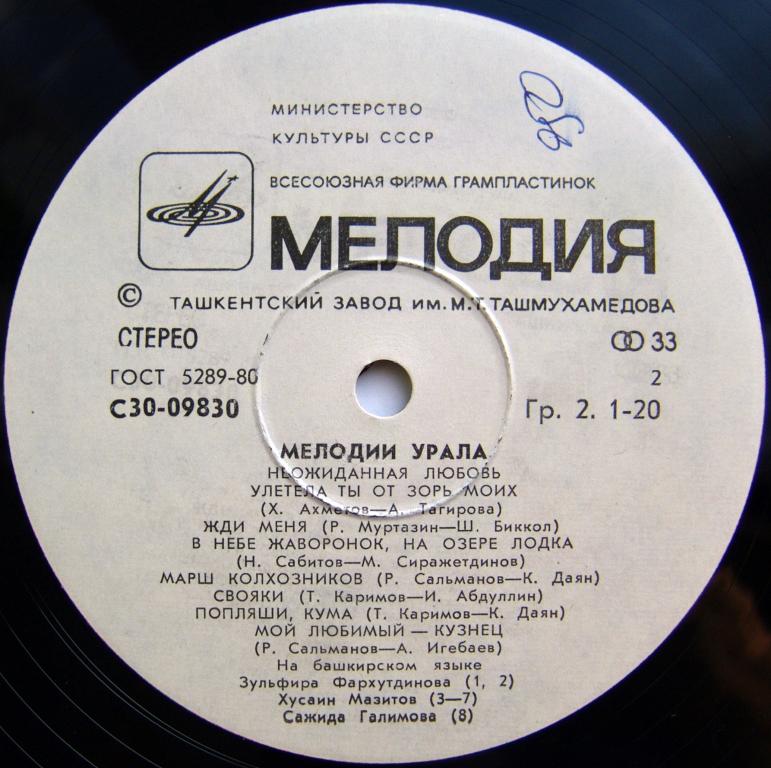 МИНИСТЕРСТВО
КУЛЬТУРЫ СССР
ВСЕСОЮЗНАЯ ФИРМА ГРАМПЛАСТИНОК
МЕЛОДИЯ
© ТАШКЕНТСКИЙ ЗАВОД им. М.Т. ТАШМУХАМЕДОВА
СТЕРЕО 33
ГОСТ 5289-80 2
С30-09830 Гр. 2. 1-20
МЕЛОДИИ УРАЛА
НЕОЖИДАННАЯ ЛЮБОВЬ
УЛЕТЕЛА ТЫ ОТ ЗОРЬ МОИХ
(Х. Ахметов—А. Тагирова)
ЖДИ МЕНЯ (Р. Муртазин—Ш. Биккол)
В НЕБЕ ЖАВОРОНОК, НА ОЗЕРЕ ЛОДКА
(Н. Сабитов—М. Сиражетдинов)
МАРШ КОЛХОЗНИКОВ (Р. Сальманов—К. Даян)
СВОЯКИ (Т. Каримов—И. Абдуллин)
ПОПЛЯШИ, КУМА (Т. Каримов—К. Даян)
МОЙ ЛЮБИМЫЙ — КУЗНЕЦ
(Р. Сальманов—А. Игебаев)
На башкирском языке
Зульфира Фархутдинова (1, 2)
Хусаин Мазитов (3—7)
Сажида Галимова (8)